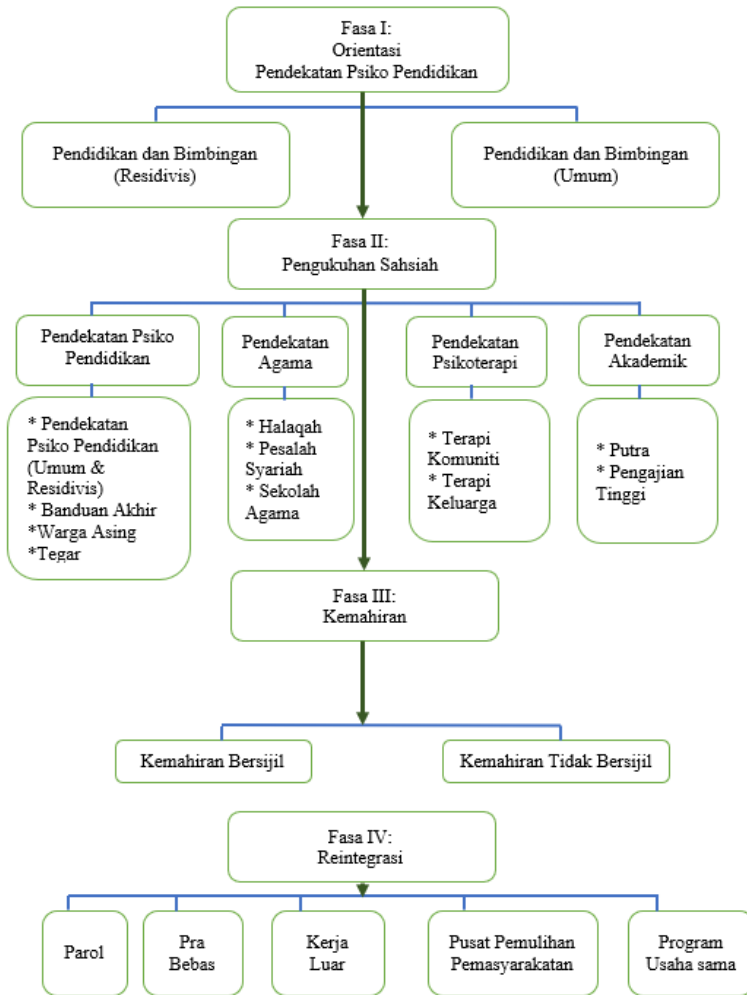 Fasa I:
Orientasi
Pendekatan Psiko Pendidikan
Pendidikan dan Bimbingan
(Residivis)
Pendidikan dan Bimbingan
(Umum)
Fasa II:
Pengukuhan Sahsiah
Pendekatan Psiko
Pendidikan
Pendekatan
Agama
Pendekatan
Psikoterapi
Pendekatan
Akademik
* Pendekatan
Psiko Pendidikan
(Umum &
Residivis)
* Banduan Akhir
*Warga Asing
*Tegar
* Halaqah
* Pesalah
Syariah
* Sekolah
Agama
* Terapi
Komuniti
* Terapi
Keluarga
* Putra
* Pengajian
Tinggi
Fasa III:
Kemahiran
Kemahiran Bersijil
Kemahiran Tidak Bersijil
Fasa IV:
Reintegrasi
Parol
Pra
Bebas
Kerja
Luar
Pusat Pemulihan
Pemasyarakatan
Program
Usaha sama